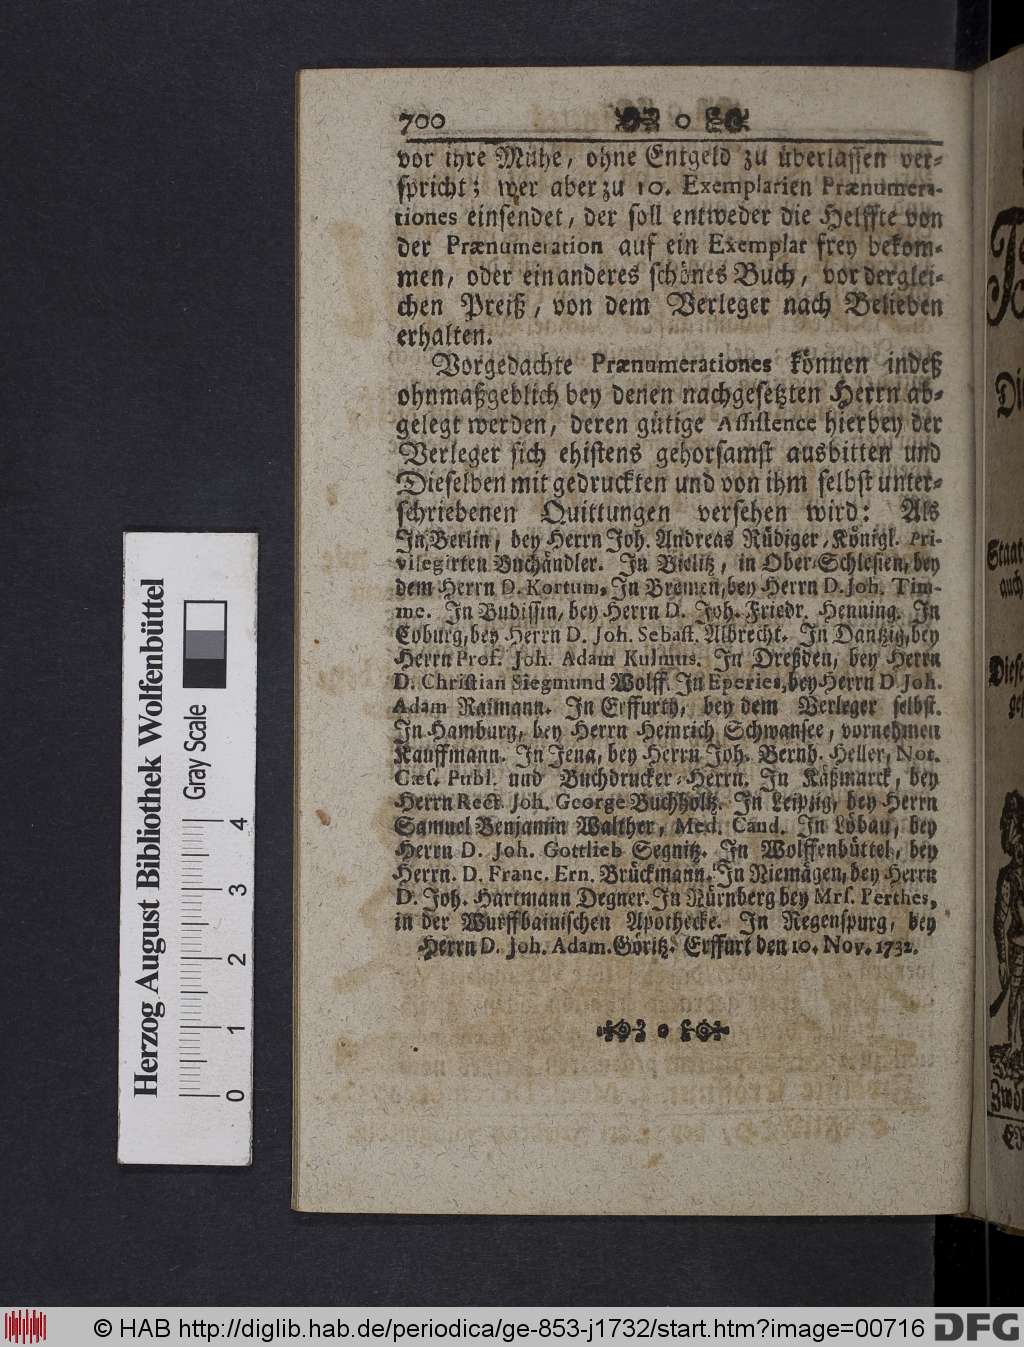 700 o
vor ihre Mühe, ohne Entgeld zu überlassen ver-
spricht; wer aber zu 10. Exemplarien Prænumera-
tiones einsendet, der soll entweder die Helffte von
der Prænumeration auf ein Exemplar frey bekom-
men, oder ein anderes schönes Buch, vor derglei-
chen Preiß, von dem Verleger nach Belieben
erhalten.
Vorgedachte Prænumerationes können indeß
ohnmaßgeblich bey denen nachgesetzten Herrn ab-
gelegt werden, deren gütige Assistence hierbey der
Verleger sich ehistens gehorsamst ausbitten und
Dieselben mit gedruckten und von ihm selbst unter-
schriebenen Quittungen versehen wird: Als
In Berlin, bey Herrn Joh. Andreas Rüdiger, Königl. Pri-
vilegirten Buchändler. In Bielitz, in Ober-Schlesien, bey
dem Herrn D. Kortum, In Bremen, bey Herrn D. Joh. Tim-
me. In Budissin, bey Herrn D. Joh. Friedr. Henning. In
Coburg, bey Herrn D. Joh. Sebast. Albrecht. In Dantzig, bey
Herrn Prof. Joh. Adam Kulmus. In Dreßden, bey Herrn
D. Christian Siegmund Wolff. In Eperies, bey Herrn D Joh.
Adam Raimann. In Erffurth, bey dem Verleger selbst.
In Hamburg, bey Herrn Heinrich Schwansee, vornehmen
Kauffmann. In Jena, bey Herrn Joh. Bernh. Heller, Not.
Cæs. Publ. und Buchdrucker-Herrn. In Käßmarck, bey
Herrn Rect. Joh. George Buchholtz. In Leipzig, bey Herrn
Samuel Benjamin Walther, Med. Cand. In Löbau, bey
Herrn D. Joh. Gottlieb Segnitz. In Wolffenbüttel, bey
Herrn. D. Franc. Ern. Brückmann. In Niemägen, bey Herrn
D. Joh. Hartmann Degner. In Nürnberg bey Mrs. Perthes,
in der Wurffbainischen Apothecke. In Regenspurg, bey
Herrn D. Joh. Adam. Göritz. Erffurt den 10. Nov. 1732.
o
Herzog August Bibliothek Wolfenbüttel
Gray Scale
0 1 2 3 4
© HAB http://diglib.hab.de/periodica/ge-853-j1732/start.htm?image=00716 DFG